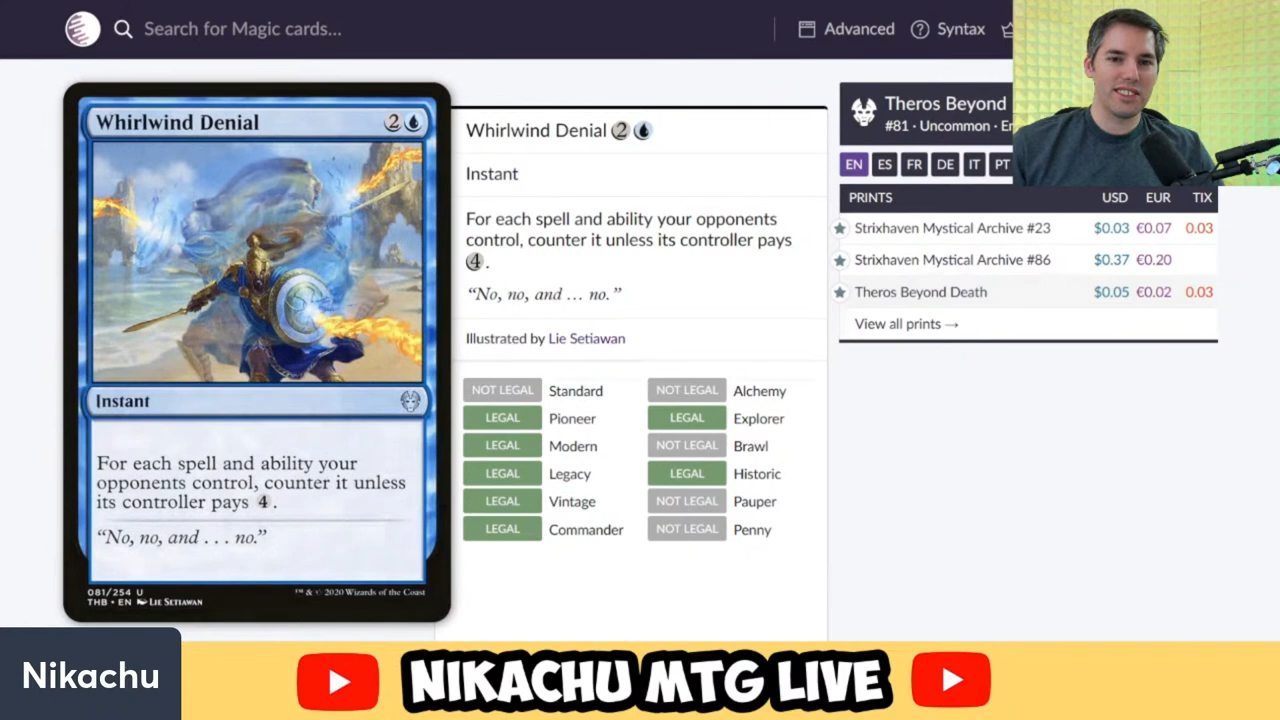 Search for Magic cards...
Advanced
Syntax
Whirlwind Denial 2
Instant
For each spell and ability your
opponents control, counter it unless
its controller pays 4.
“No, no, and . . . no.”
081/254 U
THB • EN LIE SETIAWAN
™ & © 2020 Wizards of the Coast
Whirlwind Denial 2
Instant
For each spell and ability your opponents
control, counter it unless its controller pays
4.
“No, no, and … no.”
Illustrated by Lie Setiawan
NOT LEGAL Standard NOT LEGAL Alchemy
LEGAL Pioneer LEGAL Explorer
LEGAL Modern NOT LEGAL Brawl
LEGAL Legacy LEGAL Historic
LEGAL Vintage NOT LEGAL Pauper
LEGAL Commander NOT LEGAL Penny
Theros Beyond
#81 · Uncommon · En
EN ES FR DE IT PT
PRINTS USD EUR TIX
Strixhaven Mystical Archive #23 $0.03 €0.07 0.03
Strixhaven Mystical Archive #86 $0.37 €0.20
Theros Beyond Death $0.05 €0.02 0.03
View all prints →
Nikachu
NIKACHU MTG LIVE